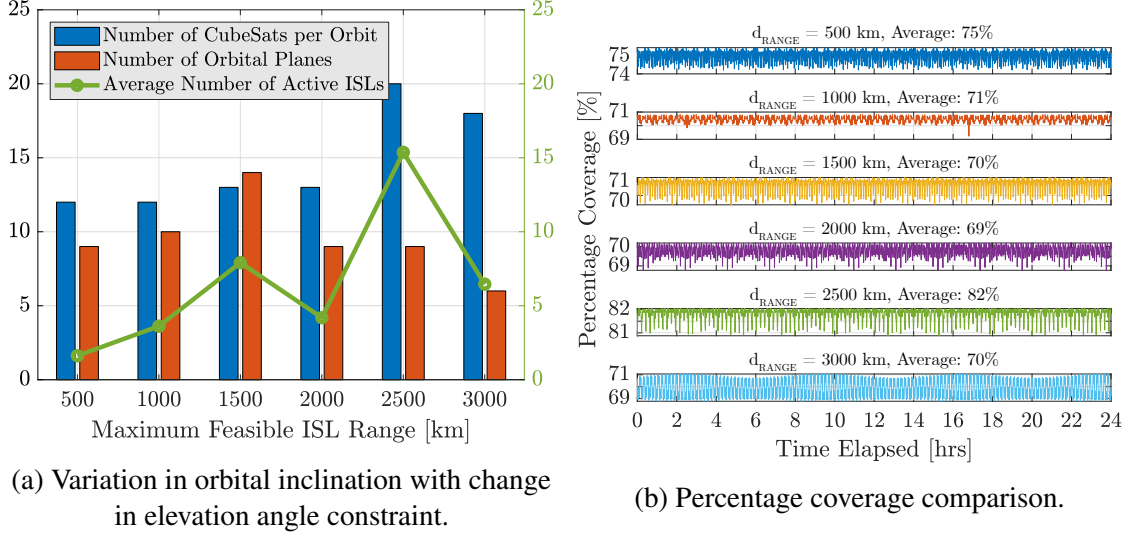 25
20
15
10
5
0
Number of CubeSats per Orbit
Number of Orbital Planes
Average Number of Active ISLs
25
20
15
10
5
0
500 1000 1500 2000 2500 3000
Maximum Feasible ISL Range [km]
(a) Variation in orbital inclination with change
in elevation angle constraint.
Percentage Coverage [%]
d_RANGE = 500 km, Average: 75%
75
74
d_RANGE = 1000 km, Average: 71%
71
69
d_RANGE = 1500 km, Average: 70%
71
70
d_RANGE = 2000 km, Average: 69%
70
69
d_RANGE = 2500 km, Average: 82%
82
81
d_RANGE = 3000 km, Average: 70%
71
69
0 2 4 6 8 10 12 14 16 18 20 22 24
Time Elapsed [hrs]
(b) Percentage coverage comparison.